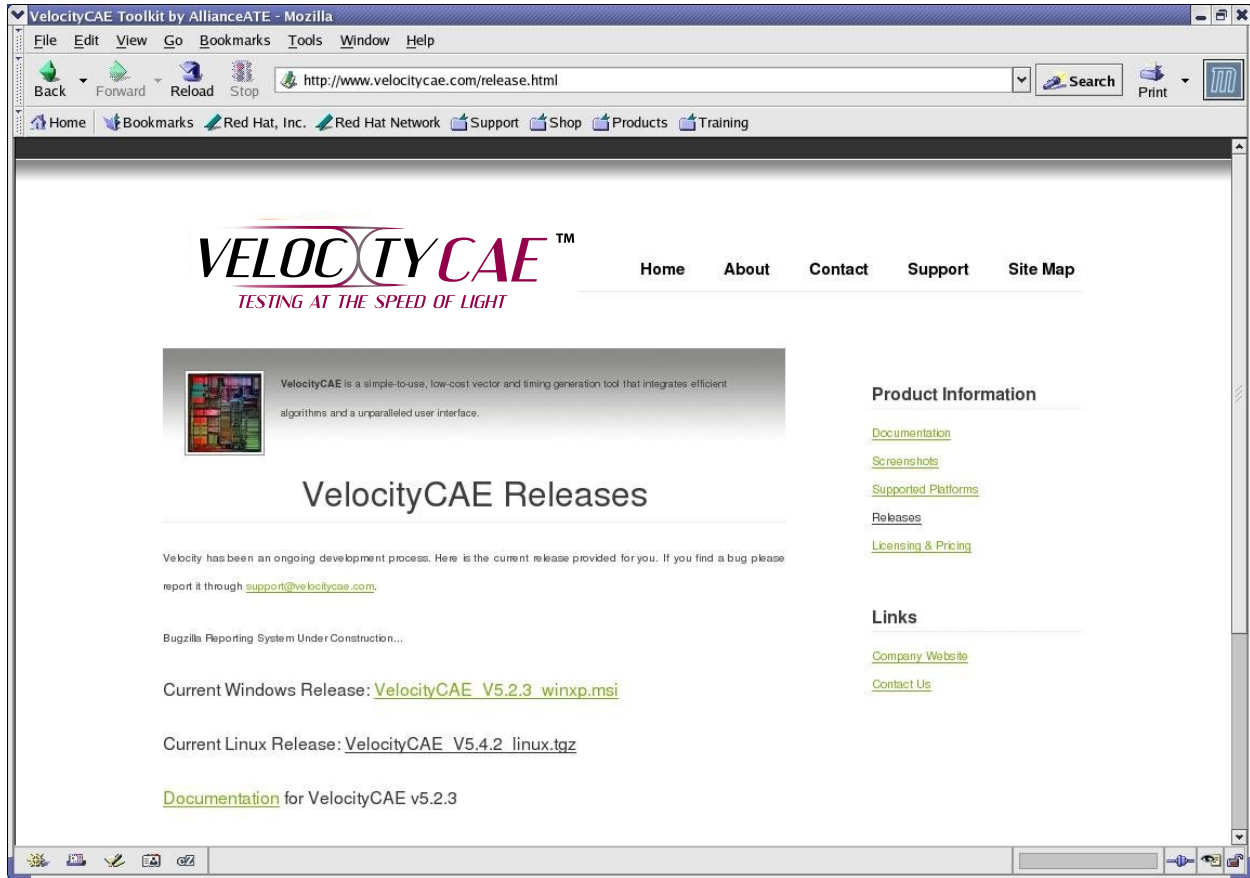 VelocityCAE Toolkit by AllianceATE - Mozilla
File Edit View Go Bookmarks Tools Window Help
Back Forward Reload Stop http://www.velocitycae.com/release.html Search Print
Home Bookmarks Red Hat, Inc. Red Hat Network Support Shop Products Training
VELOCITYCAE™
TESTING AT THE SPEED OF LIGHT
Home About Contact Support Site Map
VelocityCAE is a simple-to-use, low-cost vector and timing generation tool that integrates efficient
algorithms and a unparalleled user interface.
VelocityCAE Releases
Velocity has been an ongoing development process. Here is the current release provided for you. If you find a bug please
report it through support@velocitycae.com.
Bugzilla Reporting System Under Construction...
Current Windows Release: VelocityCAE_V5.2.3_winxp.msi
Current Linux Release: VelocityCAE_V5.4.2_linux.tgz
Documentation for VelocityCAE v5.2.3
Product Information
Documentation
Screenshots
Supported Platforms
Releases
Licensing & Pricing
Links
Company Website
Contact Us